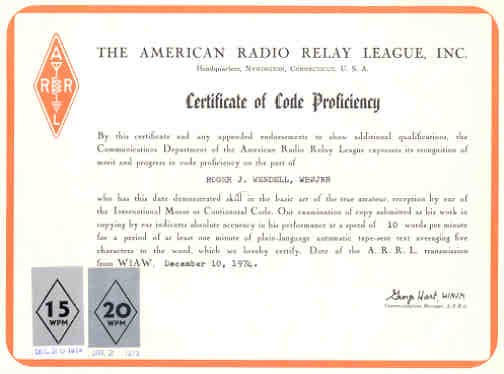 A
R R
L
THE AMERICAN RADIO RELAY LEAGUE, INC.
Headquarters, Newington, Connecticut, U. S. A.
Certificate of Code Proficiency
By this certificate and any appended endorsements to show additional qualifications, the
Communications Department of the American Radio Relay League expresses its recognition of
merit and progress in code proficiency on the part of
ROGER J. WENDELL,
who has this date demonstrated skill in the basic art of the true amateur, reception by ear of
the International Morse or Continental Code. Our examination of copy submitted as his work in
copying by ear indicates absolute accuracy in his performance at a speed of 10 words per minute
for a period of at least one minute of plain-language automatic tape-sent text averaging five
characters to the word, which we hereby certify. Date of the A. R. R. L. transmission
from W1AW, December 10, 1974.
George Hart, W1NJM
Communications Manager, A.R.R.L.
15
WPM
20
WPM
DEC 1974